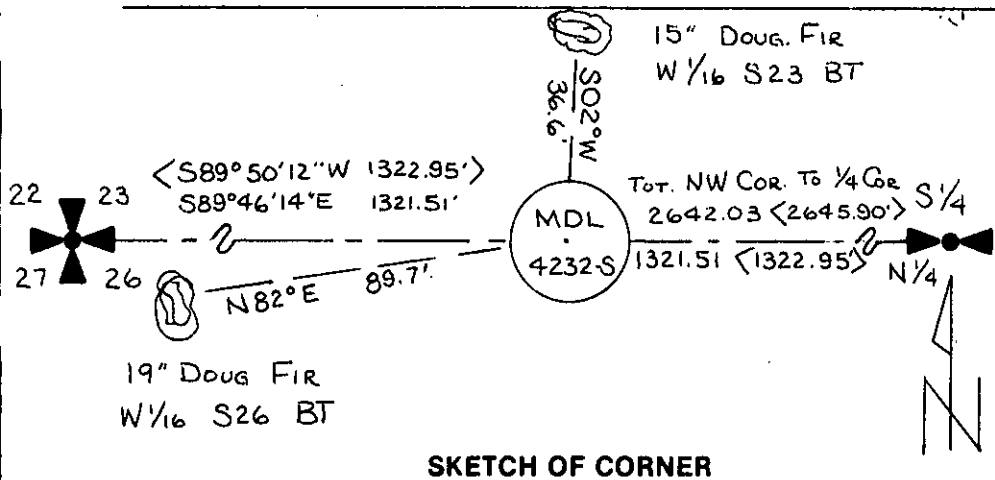 15" DOUG. FIR
W 1/16 S23 BT
S02°W
36.6'
<S89°50'12"W 1322.95'>
S89°46'14"E 1321.51'
22 23
27 26
MDL
4232-S
TOT. NW COR. TO 1/4 COR
2642.03 <2645.90'>
1321.51 <1322.95'>
S 1/4
N 1/4
N82°E 89.7'
19" DOUG FIR
W 1/16 S26 BT
N
SKETCH OF CORNER